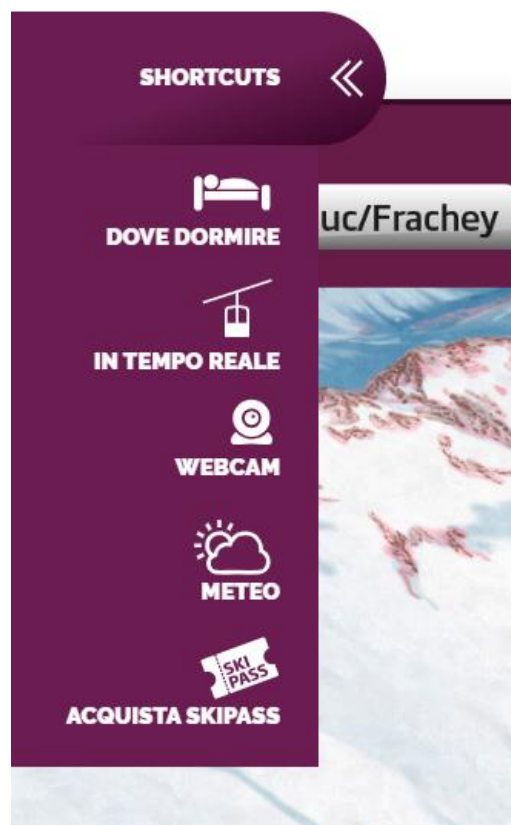 SHORTCUTS
DOVE DORMIRE
uc/Frachey
IN TEMPO REALE
WEBCAM
METEO
SKI
PASS
ACQUISTA SKIPASS